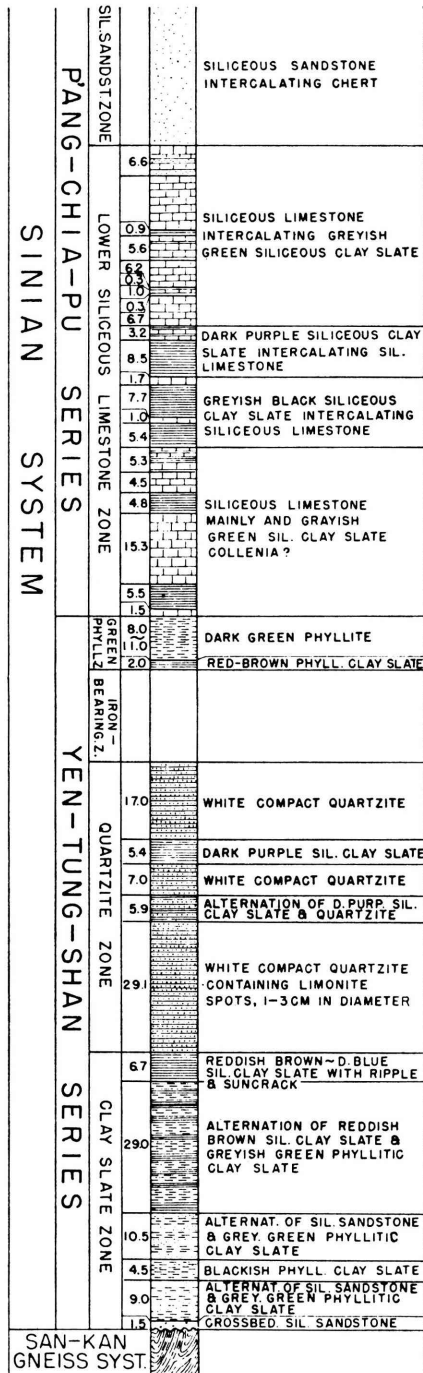 SINIAN SYSTEM
P'ANG-CHIA-PU SERIES
YEN-TUNG-SHAN SERIES
SIL. SANDST. ZONE
SILICEOUS SANDSTONE
INTERCALATING CHERT
LOWER SILICEOUS LIMESTONE ZONE
6.6
0.9
5.6
6.2
0.3
1.0
0.3
6.7
SILICEOUS LIMESTONE
INTERCALATING GREYISH
GREEN SILICEOUS CLAY SLATE
3.2
8.5
DARK PURPLE SILICEOUS CLAY
SLATE INTERCALATING SIL.
LIMESTONE
1.7
7.7
1.0
5.4
GREYISH BLACK SILICEOUS
CLAY SLATE INTERCALATING
SILICEOUS LIMESTONE
5.3
4.5
4.8
15.3
5.5
1.5
SILICEOUS LIMESTONE
MAINLY AND GRAYISH
GREEN SIL. CLAY SLATE
COLLENIA?
GREEN
PHYLL.Z
8.0
~
11.0
DARK GREEN PHYLLITE
2.0
RED-BROWN PHYLL. CLAY SLATE
IRON-
BEARING.Z.
QUARTZITE ZONE
17.0
WHITE COMPACT QUARTZITE
5.4
DARK PURPLE SIL. CLAY SLATE
7.0
WHITE COMPACT QUARTZITE
5.9
ALTERNATION OF D. PURP. SIL.
CLAY SLATE & QUARTZITE
29.1
WHITE COMPACT QUARTZITE
CONTAINING LIMONITE
SPOTS, 1-3CM IN DIAMETER
CLAY SLATE ZONE
6.7
REDDISH BROWN~D. BLUE
SIL. CLAY SLATE WITH RIPPLE
& SUNCRACK
29.0
ALTERNATION OF REDDISH
BROWN SIL. CLAY SLATE &
GREYISH GREEN PHYLLITIC
CLAY SLATE
10.5
ALTERNAT. OF SIL. SANDSTONE
& GREY. GREEN PHYLLITIC
CLAY SLATE
4.5
BLACKISH PHYLL. CLAY SLATE
9.0
ALTERNAT. OF SIL. SANDSTONE
& GREY. GREEN PHYLLITIC
CLAY SLATE
1.5
CROSSBED. SIL. SANDSTONE
SAN-KAN
GNEISS SYST.